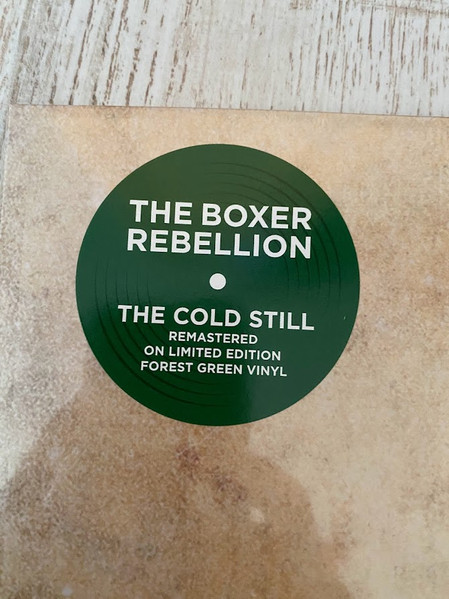 THE BOXER
REBELLION
THE COLD STILL
REMASTERED
ON LIMITED EDITION
FOREST GREEN VINYL